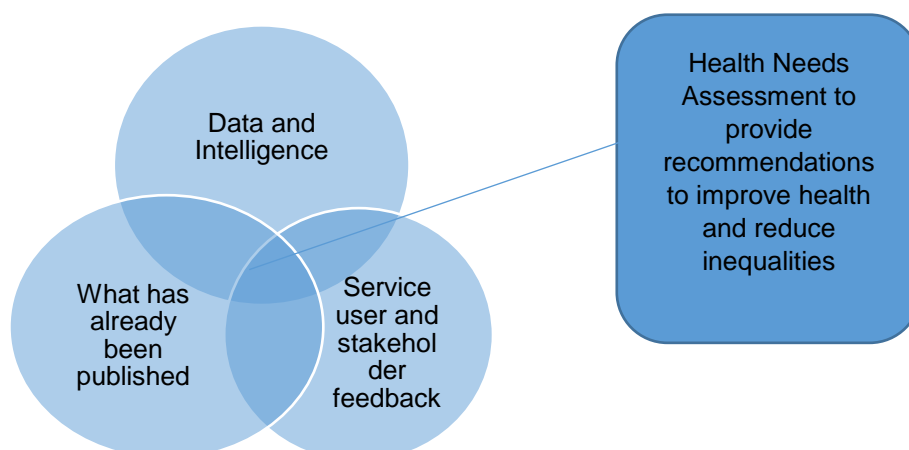 Data and
Intelligence
What has
already
been
published
Service
user and
stakehol
der
feedback
Health Needs
Assessment to
provide
recommendations
to improve health
and reduce
inequalities